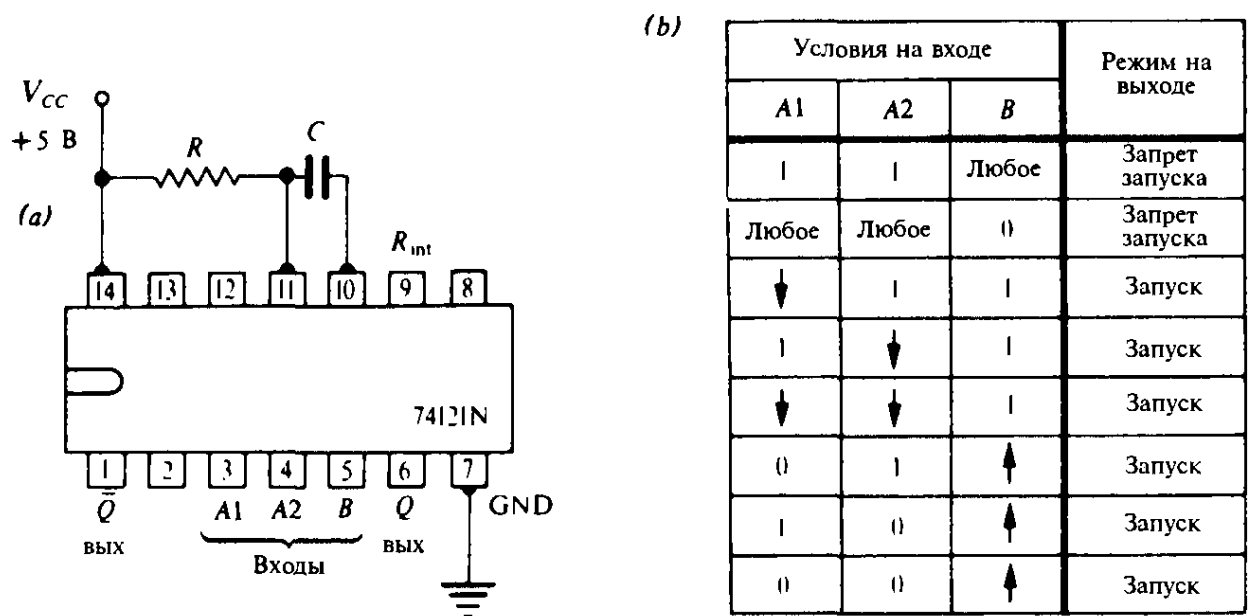 (a)
V_CC
+5 В
R
C
R_int
14 13 12 11 10 9 8
74121N
1 2 3 4 5 6 7
Q̅ A1 A2 B Q GND
вых вых
Входы
(b)
Условия на входе Режим на выходе
A1 A2 B
1 1 Любое Запрет запуска
Любое Любое 0 Запрет запуска
↓ 1 1 Запуск
1 ↓ 1 Запуск
↓ ↓ 1 Запуск
0 1 ↑ Запуск
1 0 ↑ Запуск
0 0 ↑ Запуск